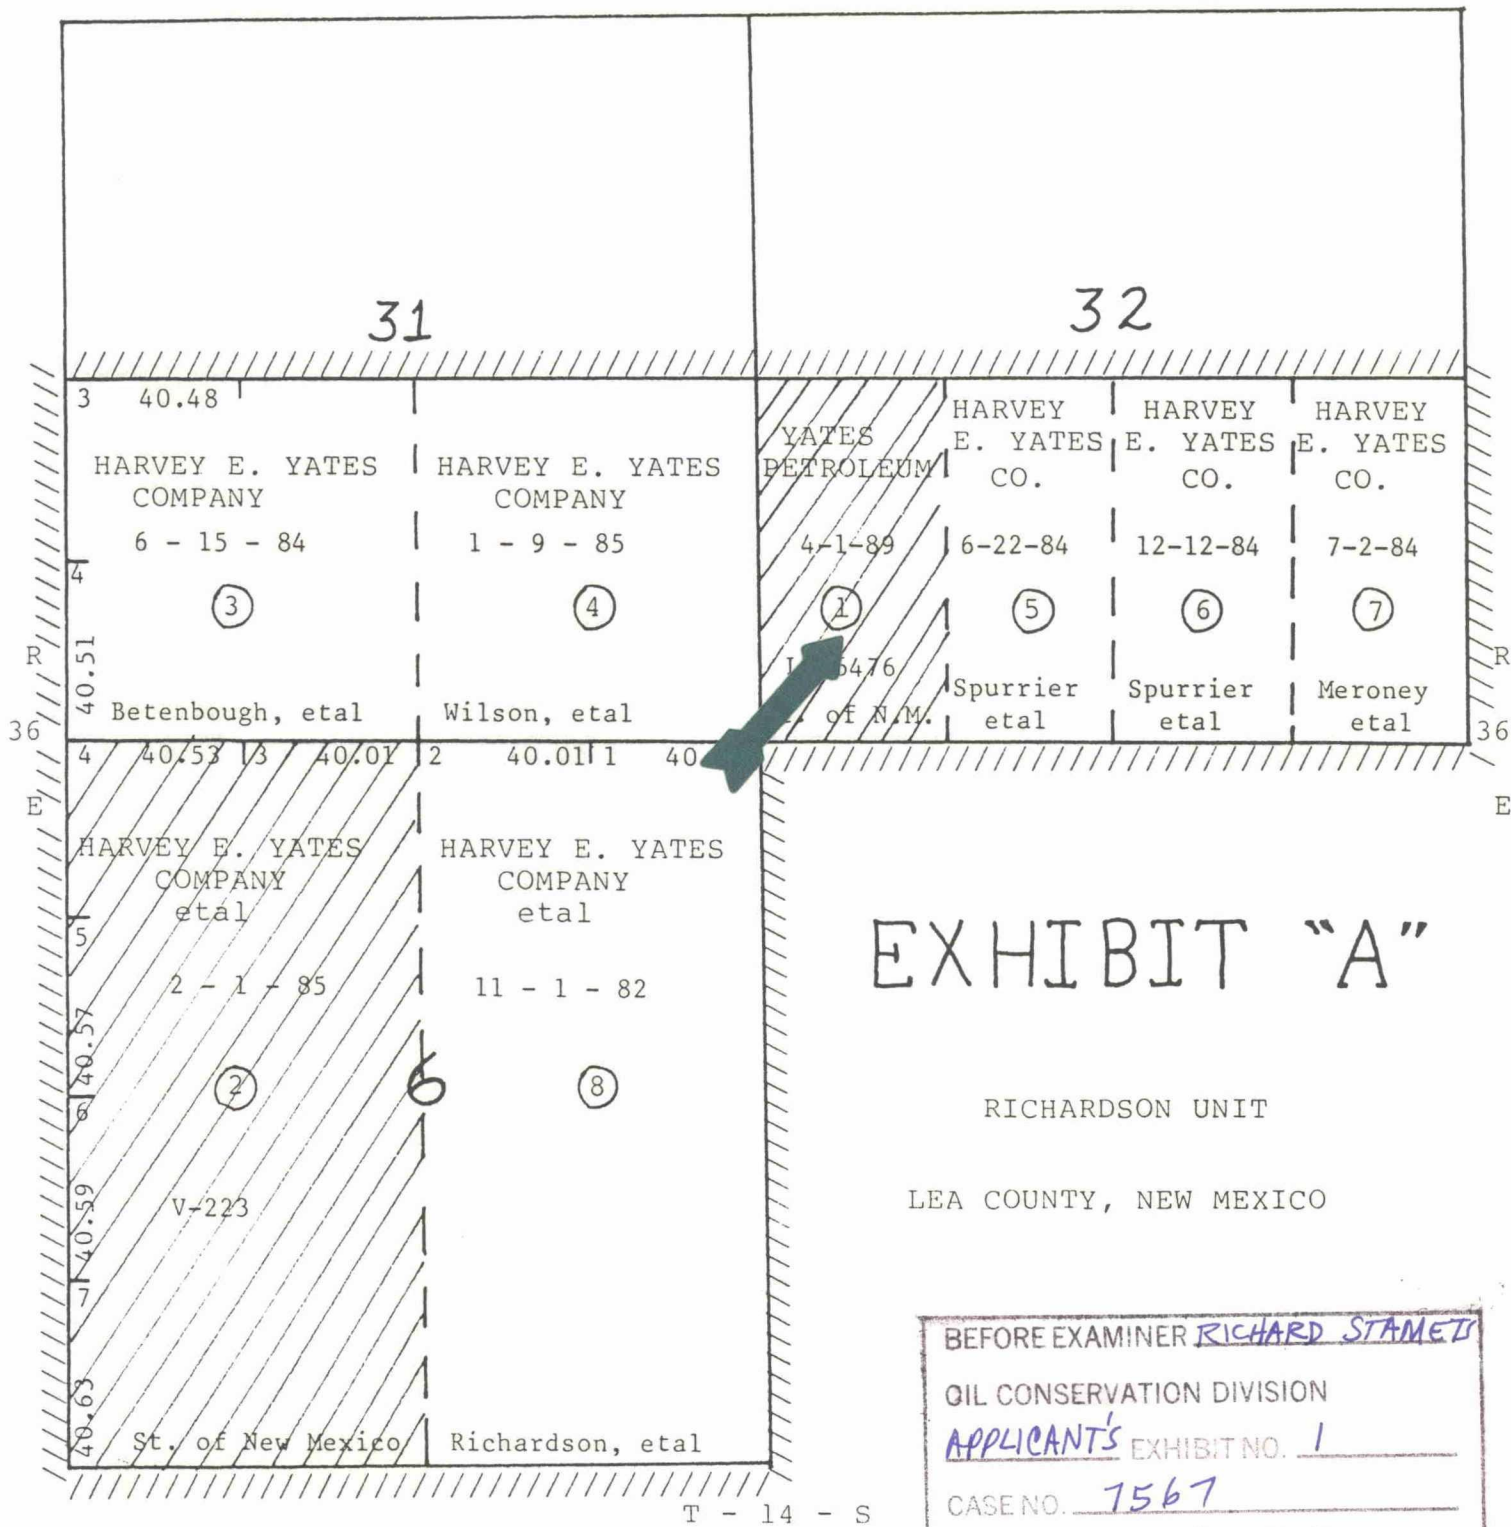 31
32
3 40.48
HARVEY E. YATES
COMPANY
6 - 15 - 84
4
3
40.51
Betenbough, etal
HARVEY E. YATES
COMPANY
1 - 9 - 85
4
Wilson, etal
YATES
PETROLEUM
4-1-89
1
6476
of N.M.
HARVEY
E. YATES
CO.
6-22-84
5
Spurrier
etal
HARVEY
E. YATES
CO.
12-12-84
6
Spurrier
etal
HARVEY
E. YATES
CO.
7-2-84
7
Meroney
etal
R
36
E
R
36
E
4 40.53 3 40.01 2 40.01 1 40
HARVEY E. YATES
COMPANY
etal
5
2 - 1 - 85
40.57
2
6
V-223
40.59
7
40.63
St. of New Mexico
6
HARVEY E. YATES
COMPANY
etal
11 - 1 - 82
8
Richardson, etal
T - 14 - S
EXHIBIT "A"
RICHARDSON UNIT
LEA COUNTY, NEW MEXICO
BEFORE EXAMINER RICHARD STAMETS
OIL CONSERVATION DIVISION
APPLICANT'S EXHIBIT NO. 1
CASE NO. 7567